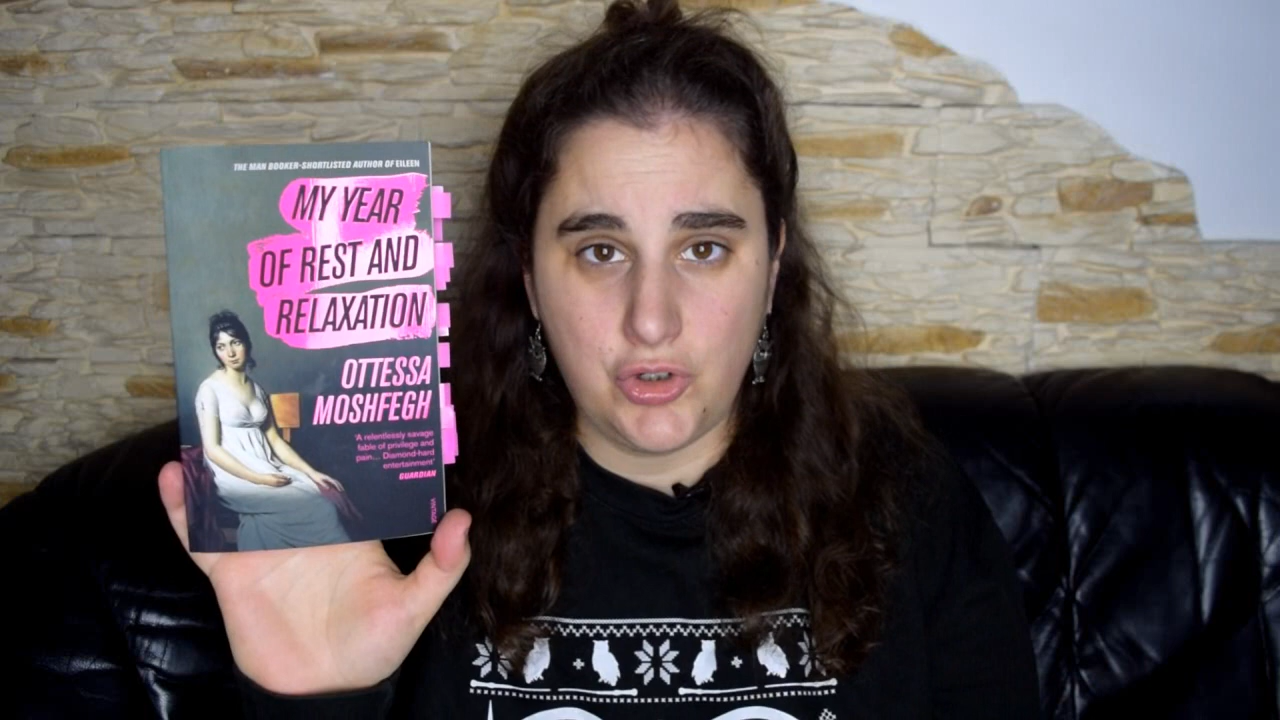 THE MAN BOOKER-SHORTLISTED AUTHOR OF EILEEN
MY YEAR
OF REST AND
RELAXATION
OTTESSA
MOSHFEGH
'A relentlessly savage
fable of privilege and
pain... Diamond-hard
entertainment'
GUARDIAN
VINTAGE